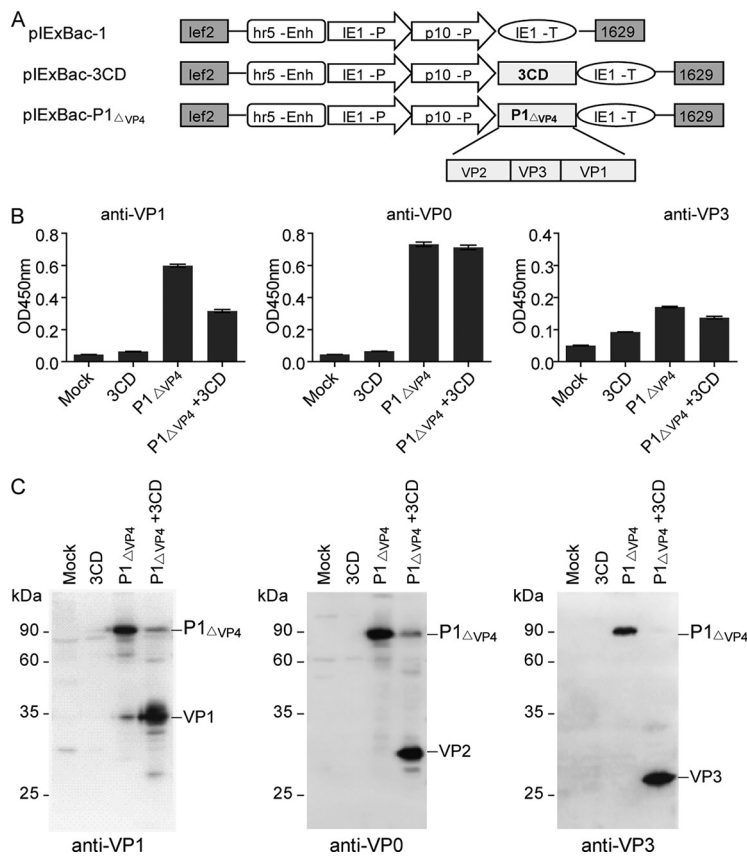 A
pIExBac-1
lef2
hr5 -Enh
IE1 -P
p10 -P
IE1 -T
1629
pIExBac-3CD
lef2
hr5 -Enh
IE1 -P
p10 -P
3CD
IE1 -T
1629
pIExBac-P1△VP4
lef2
hr5 -Enh
IE1 -P
p10 -P
P1△VP4
IE1 -T
1629
VP2 VP3 VP1
B
anti-VP1
OD450nm
0.8
0.6
0.4
0.2
0.0
Mock
3CD
P1△VP4
P1△VP4 +3CD
anti-VP0
OD450nm
0.8
0.6
0.4
0.2
0.0
Mock
3CD
P1△VP4
P1△VP4 +3CD
anti-VP3
OD450nm
0.4
0.3
0.2
0.1
0.0
Mock
3CD
P1△VP4
P1△VP4 +3CD
C
Mock
3CD
P1△VP4
P1△VP4 +3CD
kDa
90
60
35
25
P1△VP4
VP1
anti-VP1
Mock
3CD
P1△VP4
P1△VP4 +3CD
kDa
90
60
35
25
P1△VP4
VP2
anti-VP0
Mock
3CD
P1△VP4
P1△VP4 +3CD
kDa
90
60
35
25
P1△VP4
VP3
anti-VP3